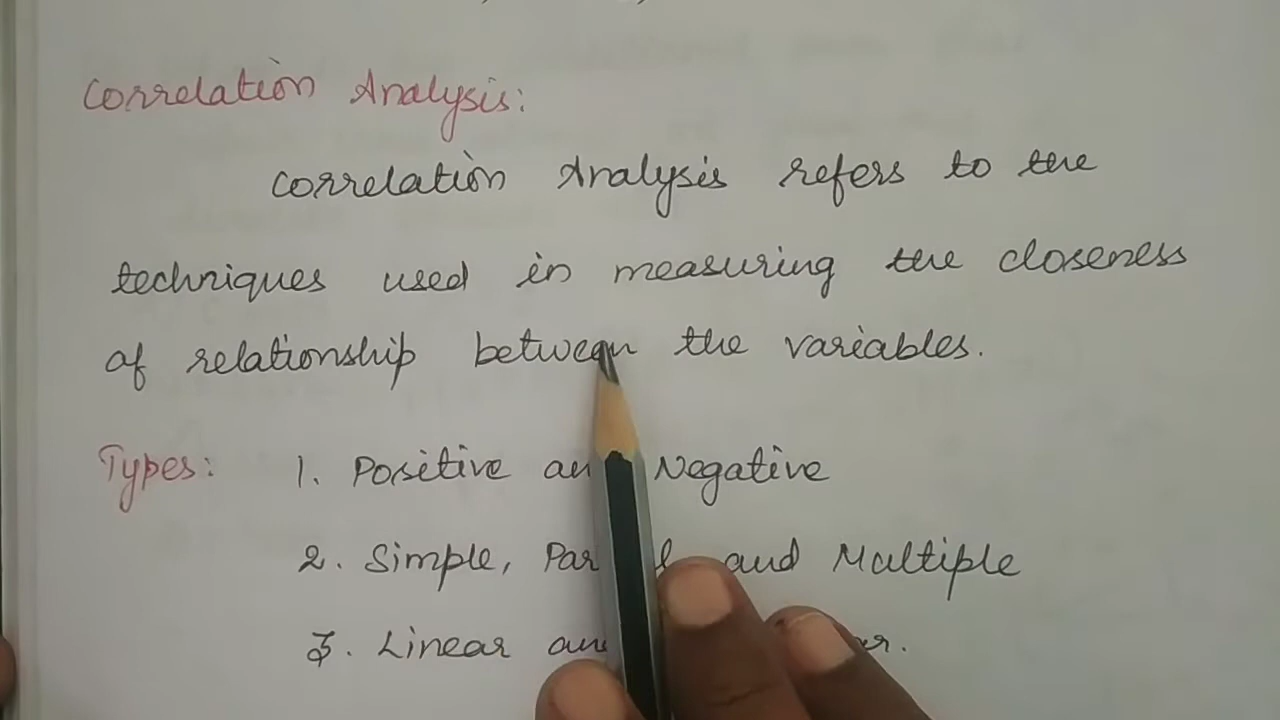 Correlation Analysis:
Correlation Analysis refers to the
techniques used in measuring the closeness
of relationship between the variables.
Types: 1. Positive an Negative
2. Simple, Par l and Multiple
3. Linear an r.